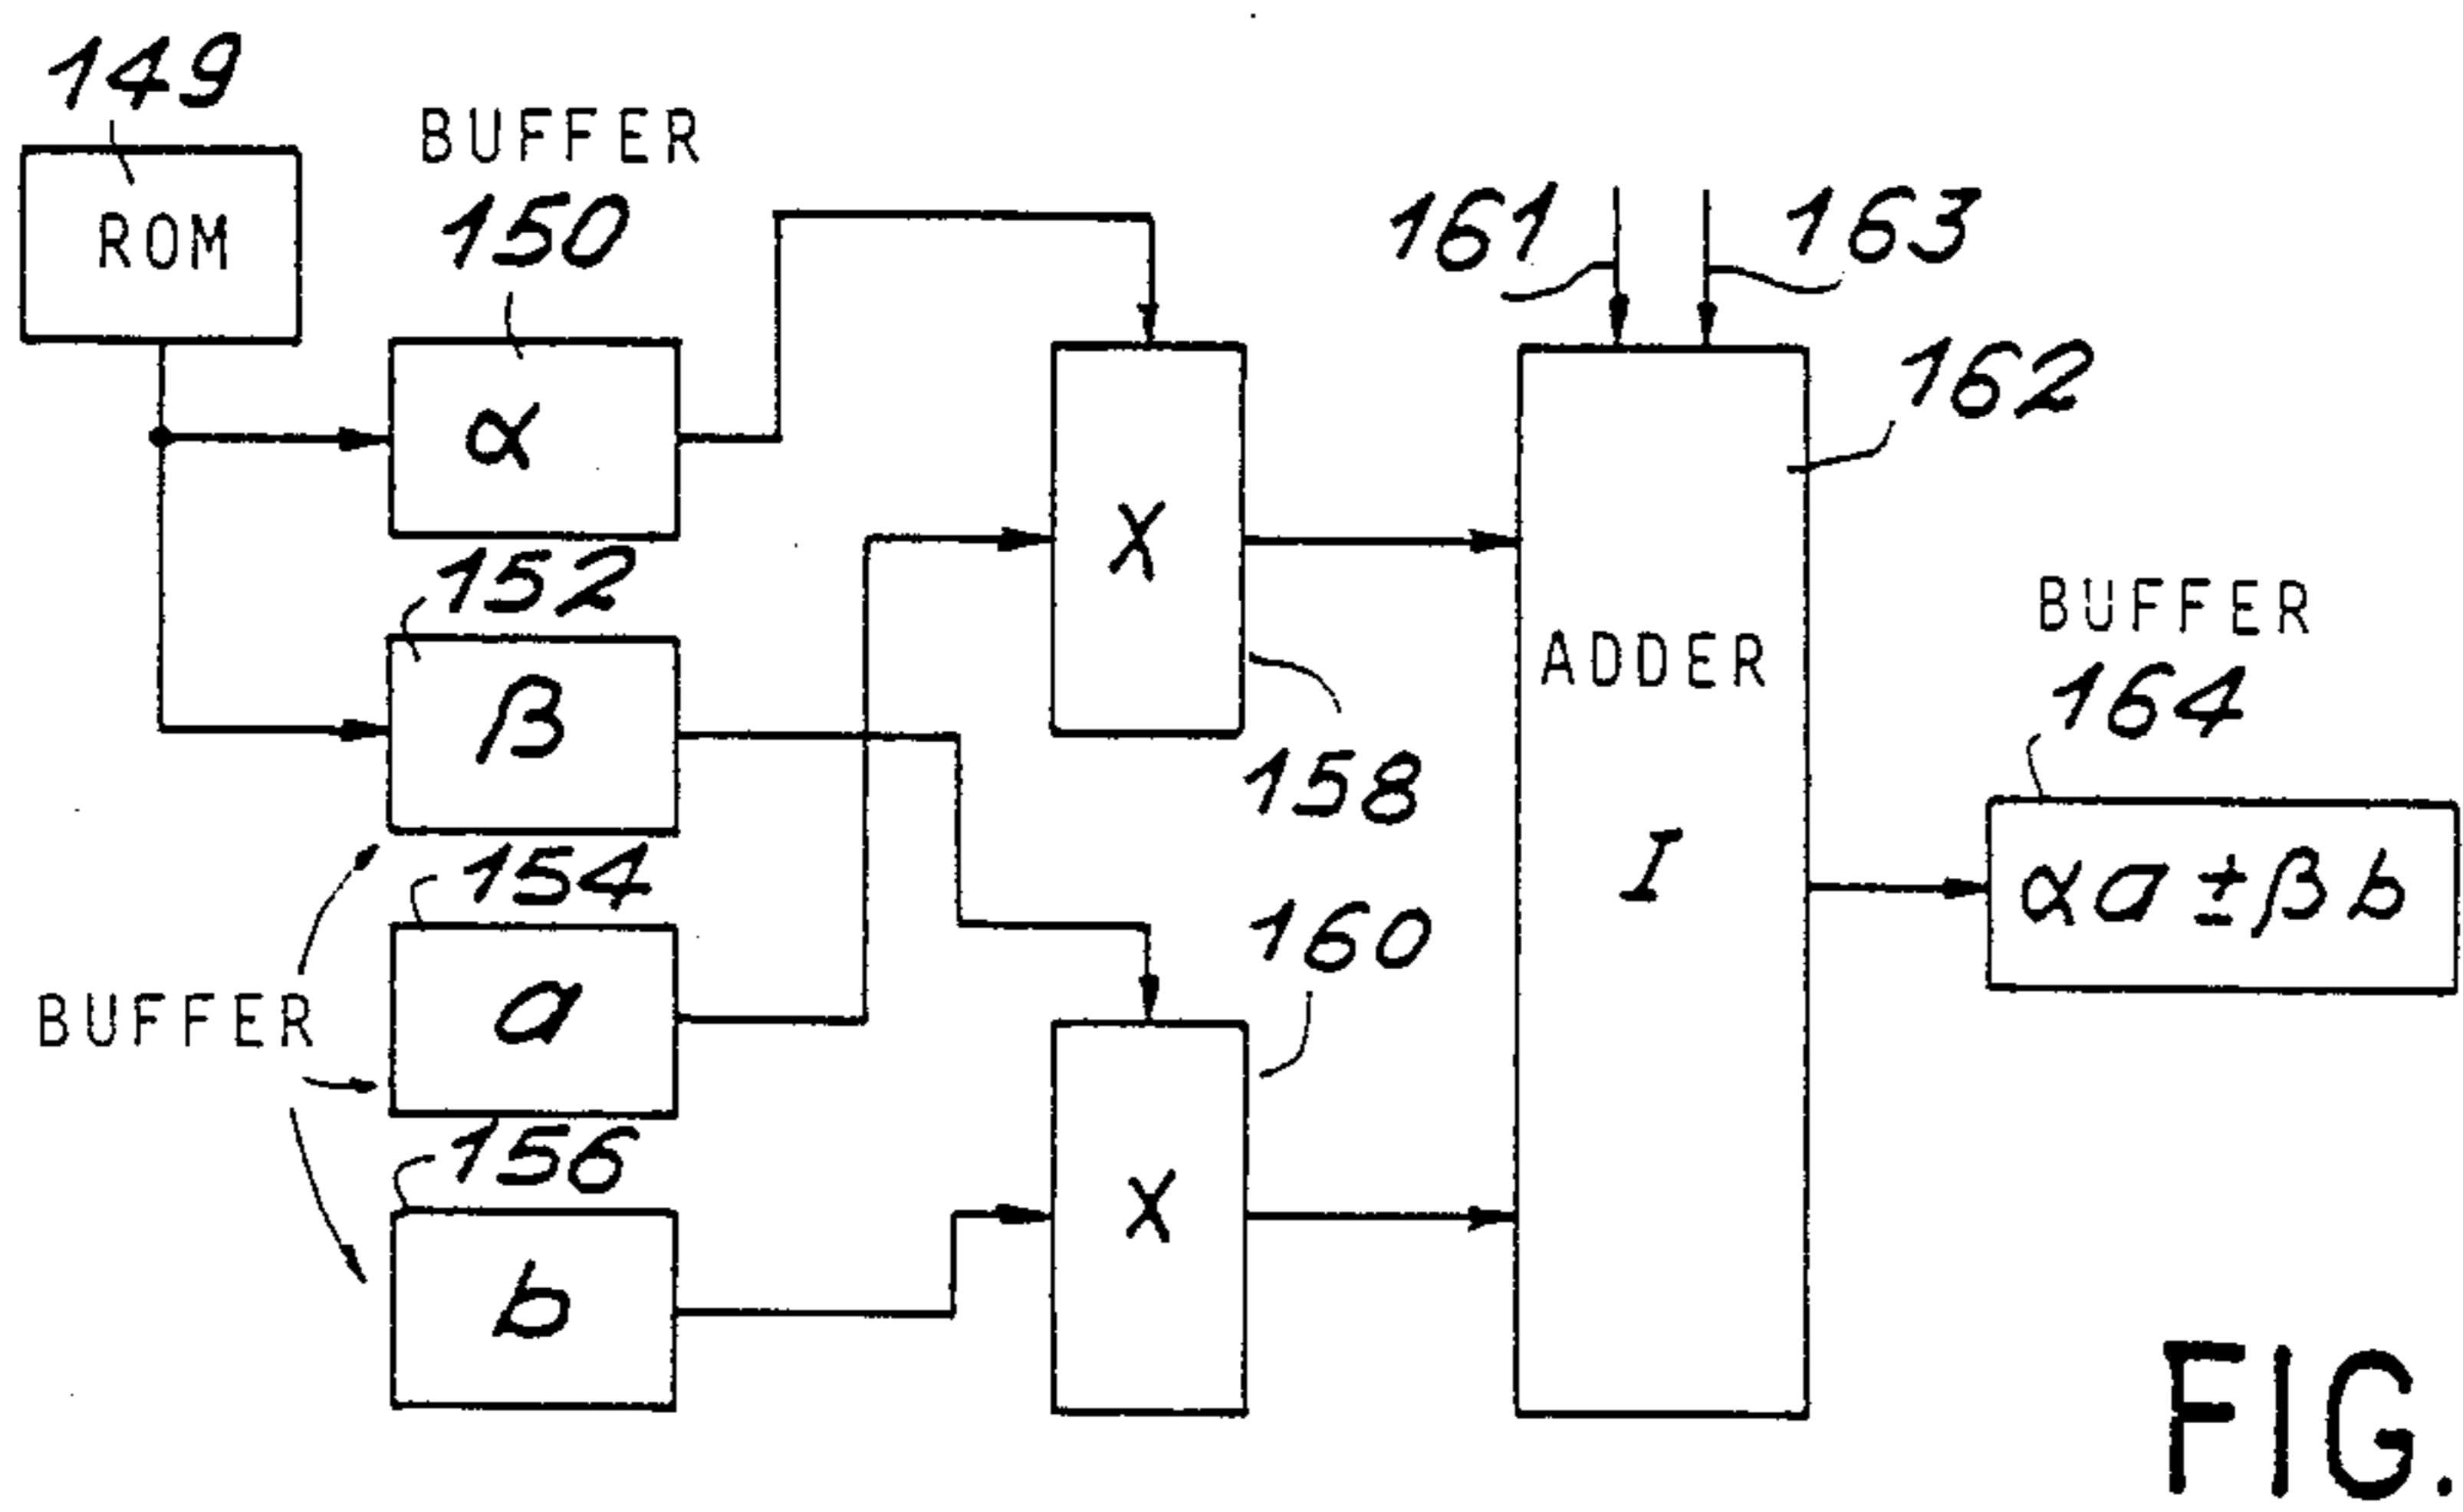 149
ROM
BUFFER
150
α
152
β
154
a
BUFFER
156
b
X
158
160
X
161
163
162
ADDER
I
BUFFER
164
αa ± βb
FIG.